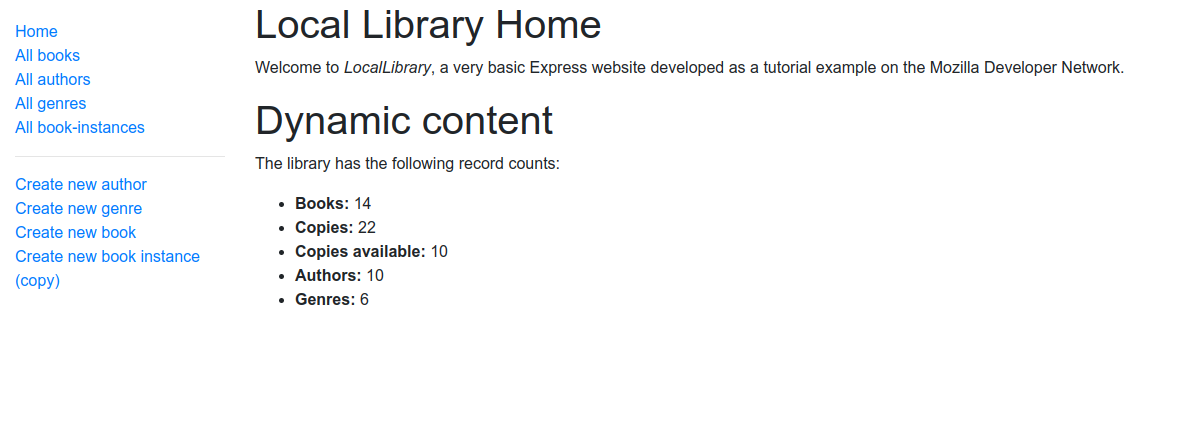 Home
All books
All authors
All genres
All book-instances
Create new author
Create new genre
Create new book
Create new book instance
(copy)
Local Library Home
Welcome to LocalLibrary, a very basic Express website developed as a tutorial example on the Mozilla Developer Network.
Dynamic content
The library has the following record counts:
• Books: 14
• Copies: 22
• Copies available: 10
• Authors: 10
• Genres: 6